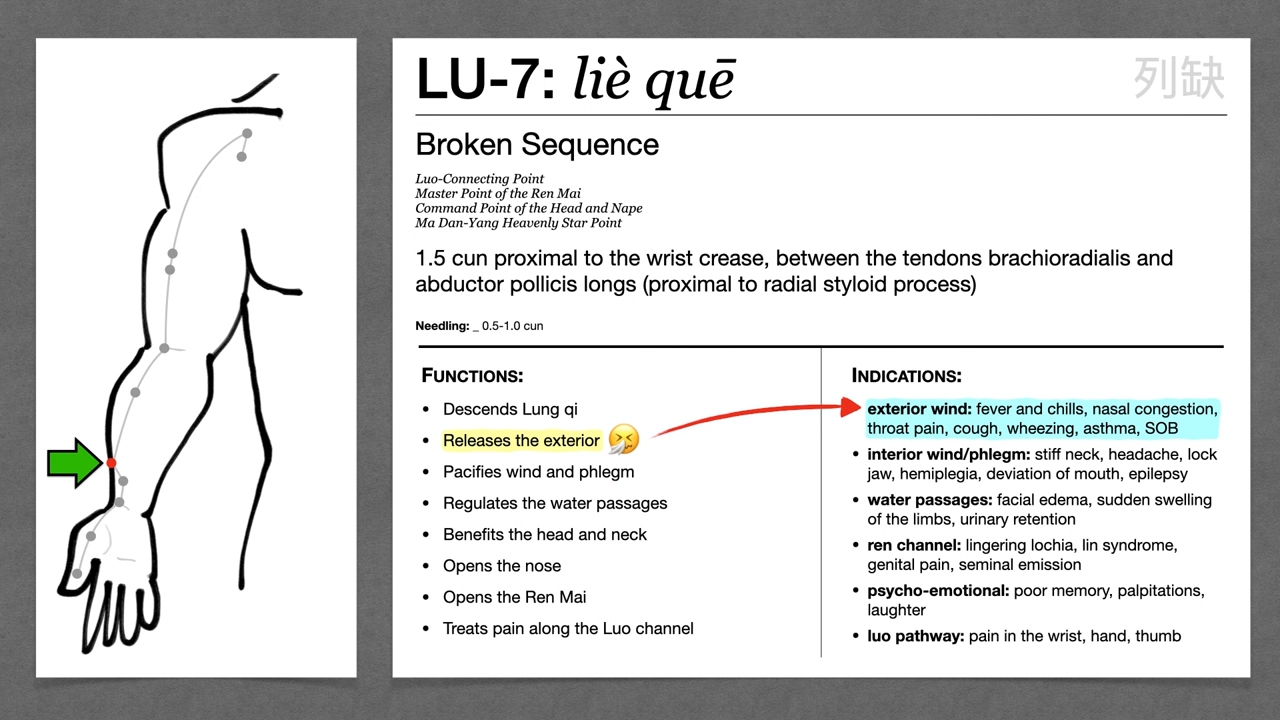 LU-7: liè quē
列缺
Broken Sequence
Luo-Connecting Point
Master Point of the Ren Mai
Command Point of the Head and Nape
Ma Dan-Yang Heavenly Star Point
1.5 cun proximal to the wrist crease, between the tendons brachioradialis and
abductor pollicis longs (proximal to radial styloid process)
Needling: _ 0.5-1.0 cun
FUNCTIONS:
• Descends Lung qi
• Releases the exterior
• Pacifies wind and phlegm
• Regulates the water passages
• Benefits the head and neck
• Opens the nose
• Opens the Ren Mai
• Treats pain along the Luo channel
INDICATIONS:
exterior wind: fever and chills, nasal congestion,
throat pain, cough, wheezing, asthma, SOB
• interior wind/phlegm: stiff neck, headache, lock
jaw, hemiplegia, deviation of mouth, epilepsy
• water passages: facial edema, sudden swelling
of the limbs, urinary retention
• ren channel: lingering lochia, lin syndrome,
genital pain, seminal emission
• psycho-emotional: poor memory, palpitations,
laughter
• luo pathway: pain in the wrist, hand, thumb